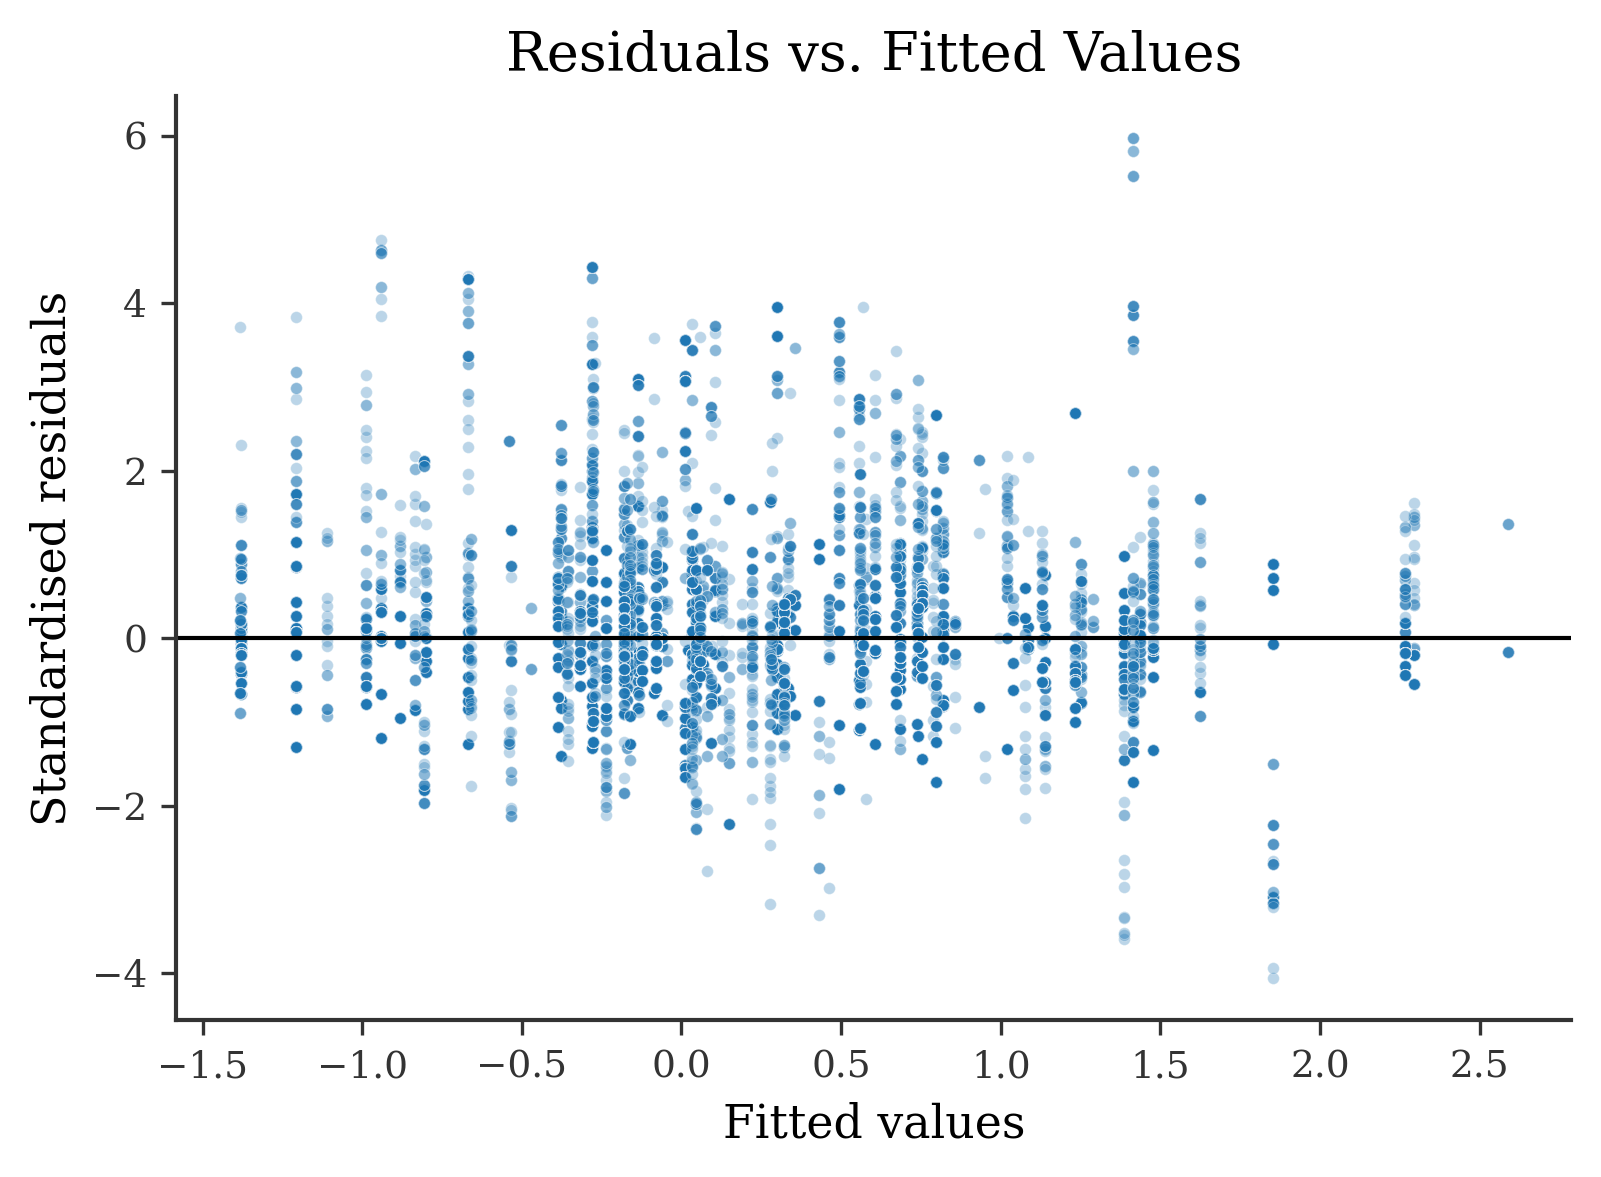 Residuals vs. Fitted Values
Standardised residuals
6
4
2
0
−2
−4
−1.5 −1.0 −0.5 0.0 0.5 1.0 1.5 2.0 2.5
Fitted values